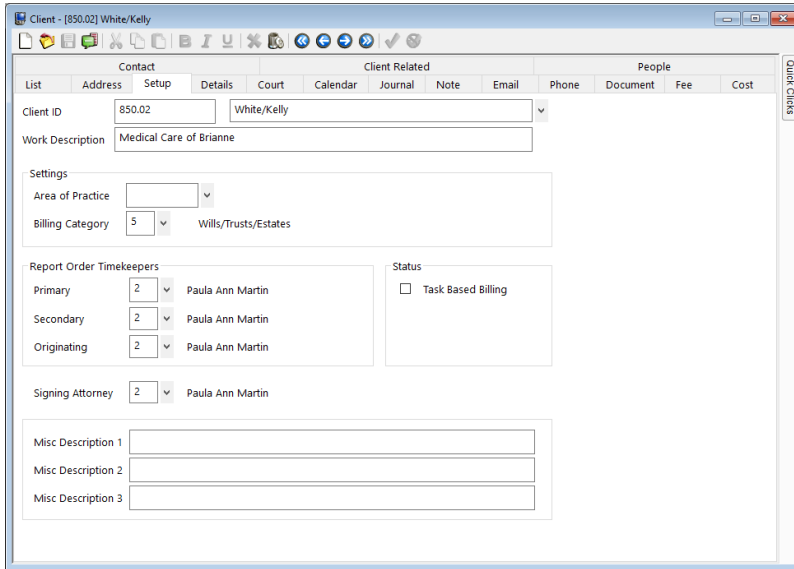 Client - [850.02] White/Kelly
B I U
Contact Client Related People
List Address Setup Details Court Calendar Journal Note Email Phone Document Fee Cost
Quick Clicks
Client ID 850.02 White/Kelly
Work Description Medical Care of Brianne
Settings
Area of Practice
Billing Category 5 Wills/Trusts/Estates
Report Order Timekeepers Status
Primary 2 Paula Ann Martin Task Based Billing
Secondary 2 Paula Ann Martin
Originating 2 Paula Ann Martin
Signing Attorney 2 Paula Ann Martin
Misc Description 1
Misc Description 2
Misc Description 3